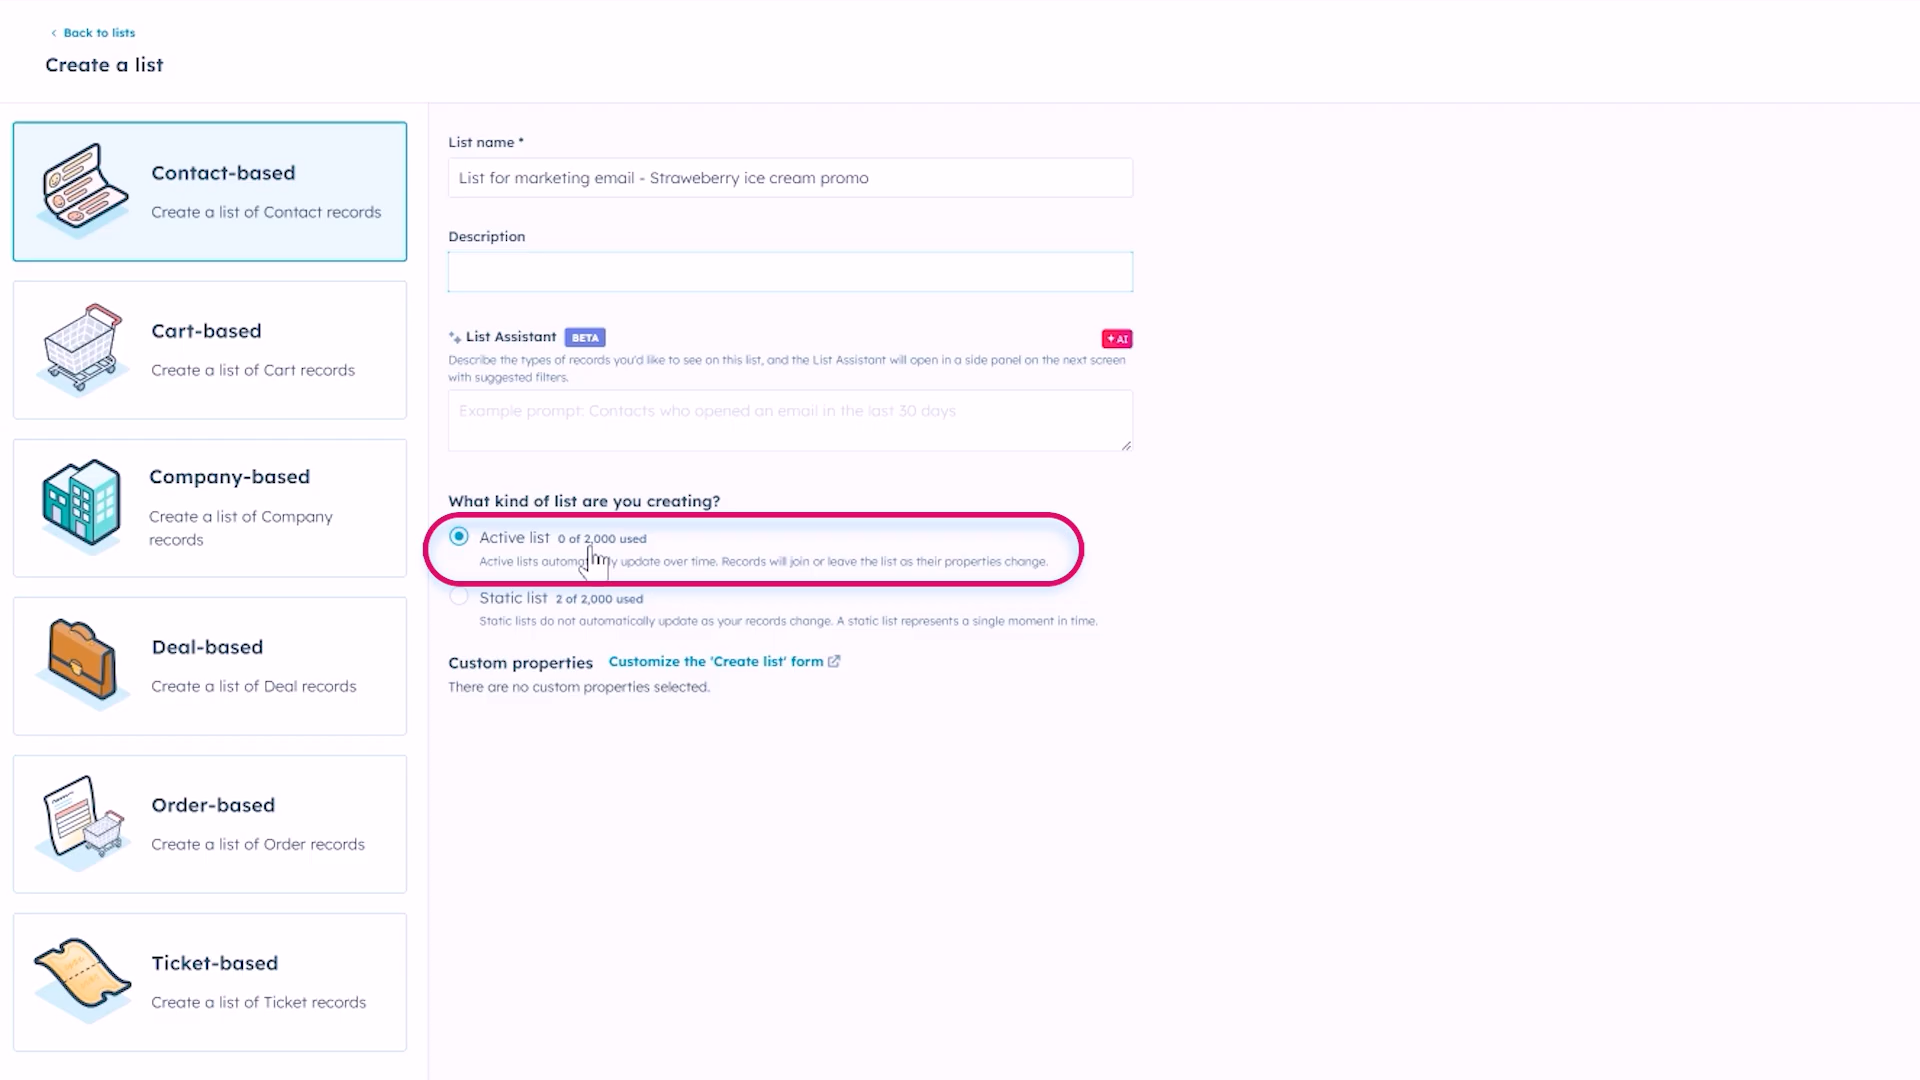 Back to lists
Create a list
Contact-based
Create a list of Contact records
Cart-based
Create a list of Cart records
Company-based
Create a list of Company
records
Deal-based
Create a list of Deal records
Order-based
Create a list of Order records
Ticket-based
Create a list of Ticket records
List name *
List for marketing email - Straweberry ice cream promo
Description
List Assistant BETA
AI
Describe the types of records you'd like to see on this list, and the List Assistant will open in a side panel on the next screen
with suggested filters.
Example prompt: Contacts who opened an email in the last 30 days
What kind of list are you creating?
Active list 0 of 2,000 used
Active lists update over time. Records will join or leave the list as their properties change.
Static list 2 of 2,000 used
Static lists do not automatically update as your records change. A static list represents a single moment in time.
Custom properties Customize the 'Create list' form
There are no custom properties selected.